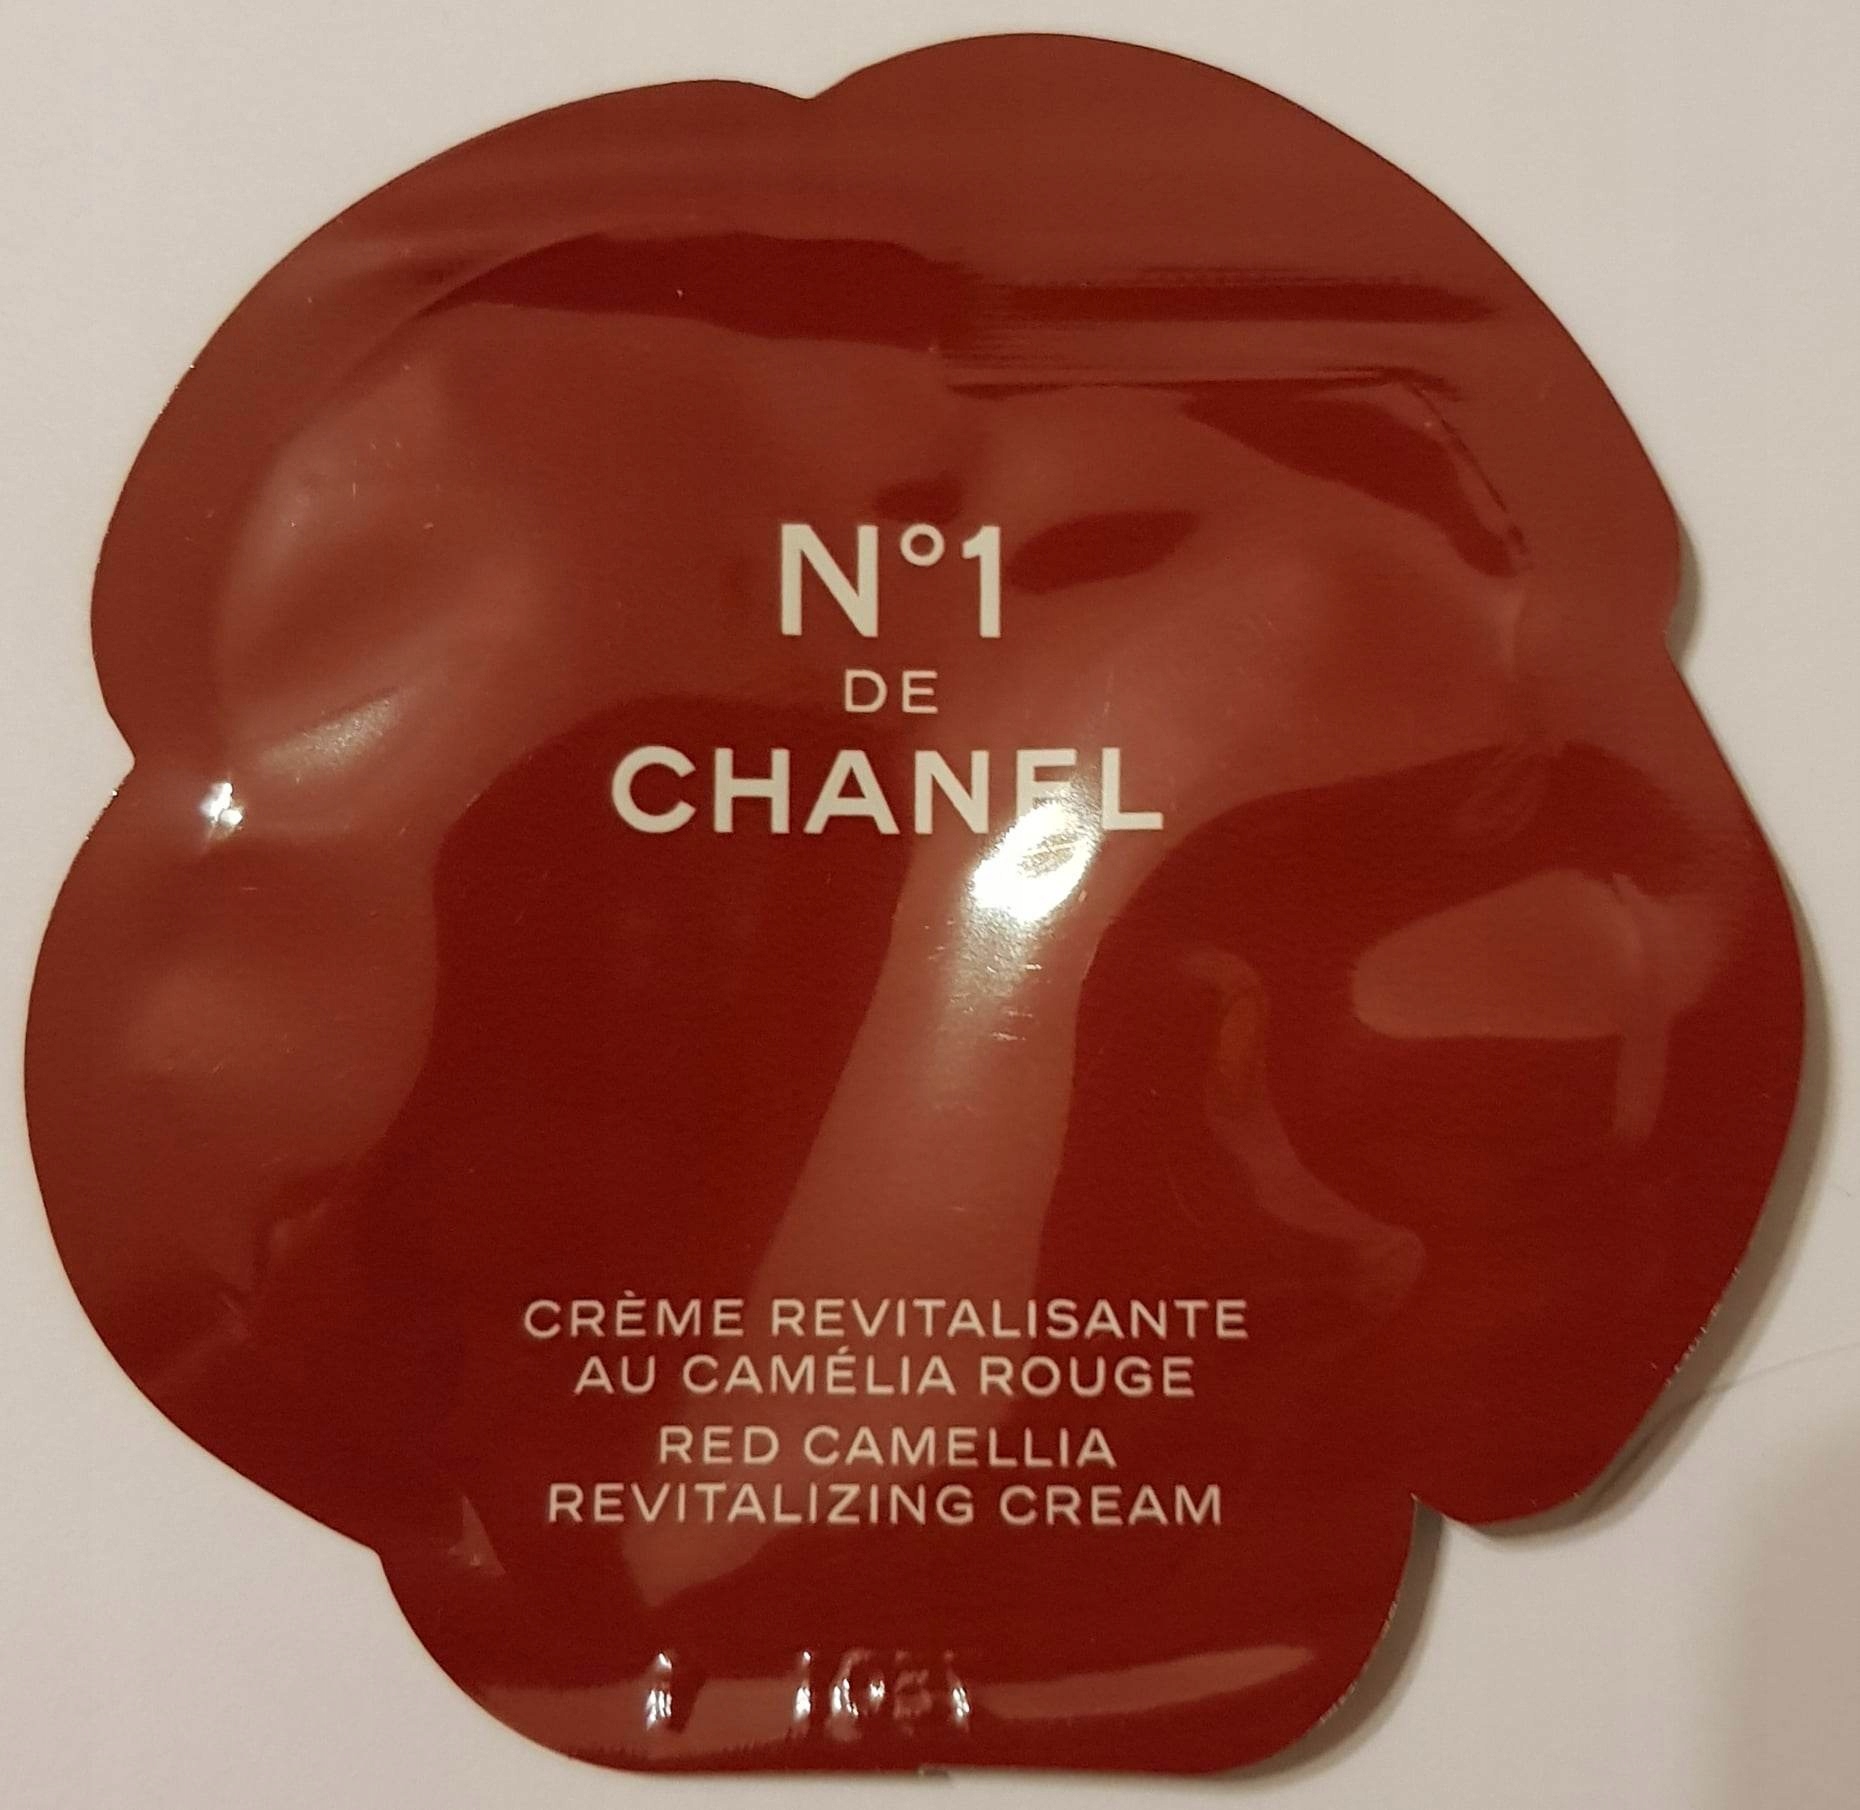 N°1
DE
CHANEL
CRÈME REVITALISANTE
AU CAMÉLIA ROUGE
RED CAMELLIA
REVITALIZING CREAM